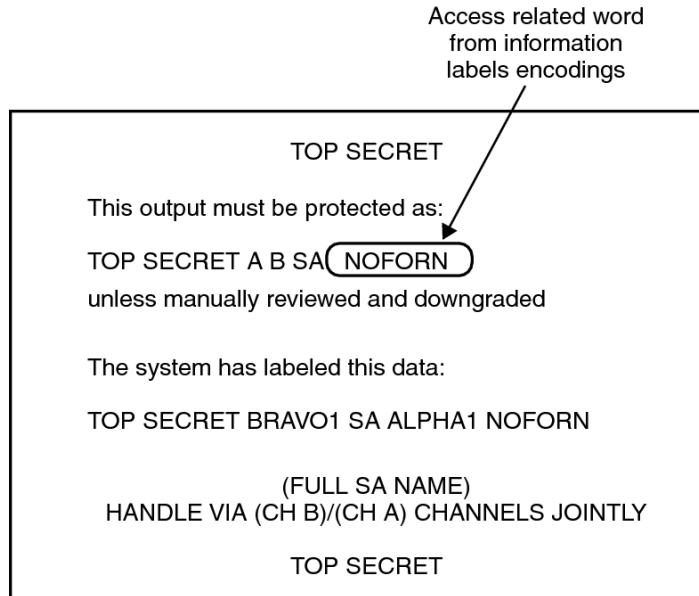 Access related word
from information
labels encodings
TOP SECRET
This output must be protected as:
TOP SECRET A B SA NOFORN
unless manually reviewed and downgraded
The system has labeled this data:
TOP SECRET BRAVO1 SA ALPHA1 NOFORN
(FULL SA NAME)
HANDLE VIA (CH B)/(CH A) CHANNELS JOINTLY
TOP SECRET